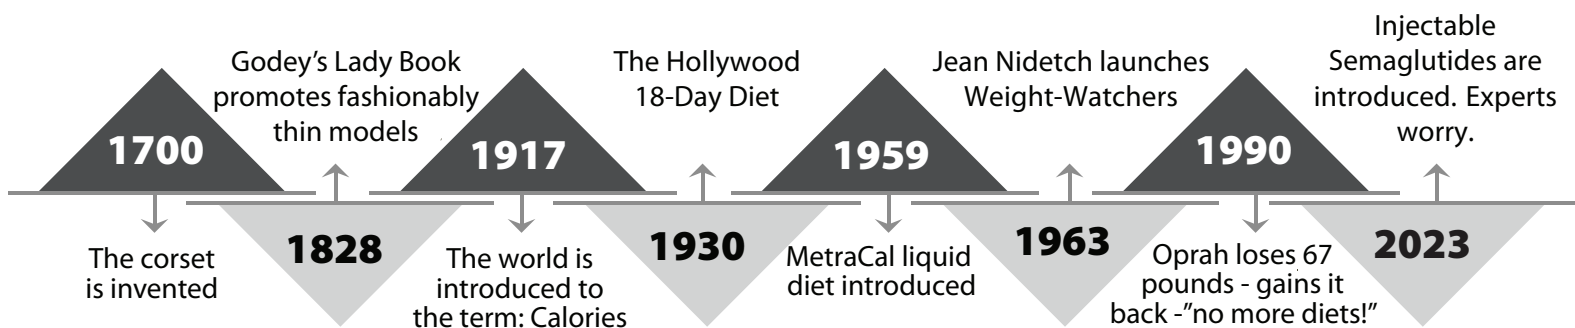 1700
The corset
is invented
Godey's Lady Book
promotes fashionably
thin models
1828
1917
The world is
introduced to
the term: Calories
The Hollywood
18-Day Diet
1930
1959
MetraCal liquid
diet introduced
Jean Nidetch launches
Weight-Watchers
1963
1990
Oprah loses 67
pounds - gains it
back -"no more diets!"
Injectable
Semaglutides are
introduced. Experts
worry.
2023